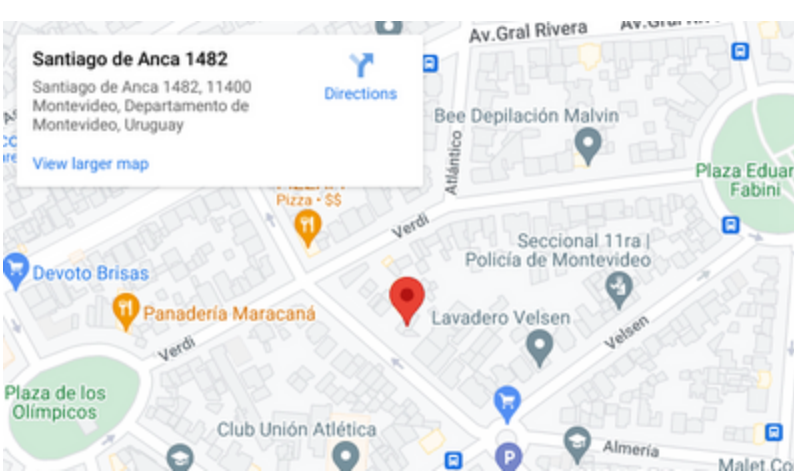 Av.Gral Rivera
Santiago de Anca 1482
Santiago de Anca 1482, 11400
Montevideo, Departamento de
Montevideo, Uruguay
Directions
View larger map
Bee Depilación Malvin
Atlántico
Plaza Eduar
Fabini
Pizza • $$
Verdi
Seccional 11ra |
Policía de Montevideo
Devoto Brisas
Panadería Maracaná
Lavadero Velsen
Velsen
Verdi
Plaza de los
Olímpicos
Club Unión Atlética
P
Almería
Malet Co